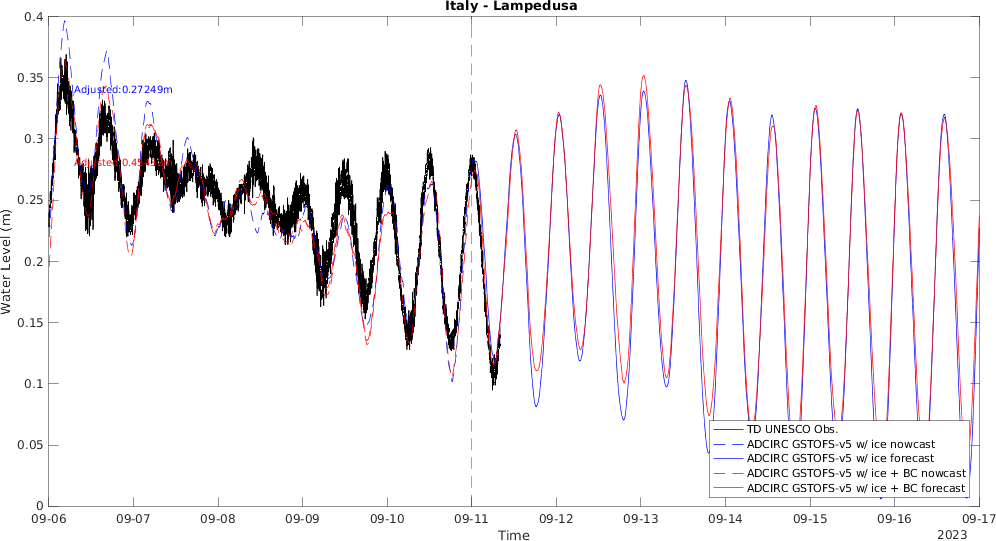 Italy - Lampedusa
0.4
0.35
0.3
0.25
0.2
0.15
0.1
0.05
0
Water Level (m)
Adjusted:0.27249m
09-06
09-07
09-08
09-09
09-10
09-11
09-12
09-13
09-14
09-15
09-16
09-17
Time
2023
TD UNESCO Obs.
ADCIRC GSTOFS-v5 w/ ice nowcast
ADCIRC GSTOFS-v5 w/ ice forecast
ADCIRC GSTOFS-v5 w/ ice + BC nowcast
ADCIRC GSTOFS-v5 w/ ice + BC forecast